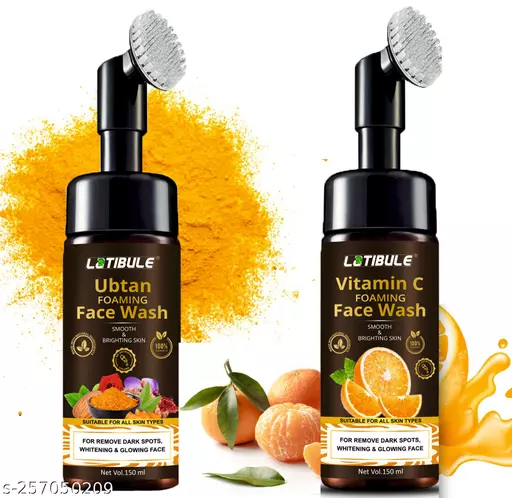 LOTIBULE®
Ubtan
FOAMING
Face Wash
SMOOTH
&
BRIGHTING SKIN
100%
SUITABLE FOR ALL SKIN TYPES
FOR REMOVE DARK SPOTS,
WHITENING & GLOWING FACE
Net Vol.150 ml
LOTIBULE®
Vitamin C
FOAMING
Face Wash
SMOOTH
&
BRIGHTING SKIN
100%
SUITABLE FOR ALL SKIN TYPES
FOR REMOVE DARK SPOTS,
WHITENING & GLOWING FACE
Net Vol.150 ml
s-257050209